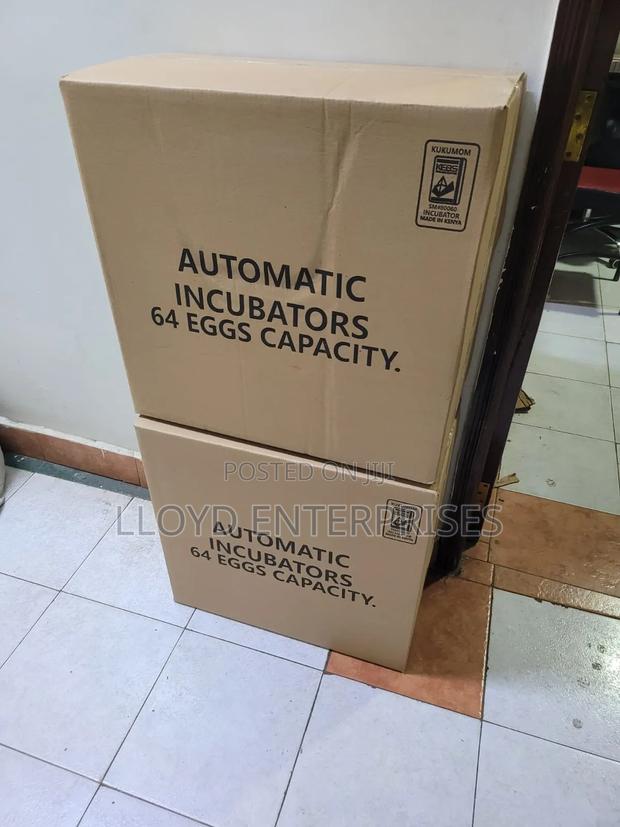 KUKUMOM
KEBS
SM#80060
INCUBATOR
MADE IN KENYA
AUTOMATIC
INCUBATORS
64 EGGS CAPACITY.
POSTED ON JIJI
LLOYD ENTERPRISES
AUTOMATIC
INCUBATORS
64 EGGS CAPACITY.